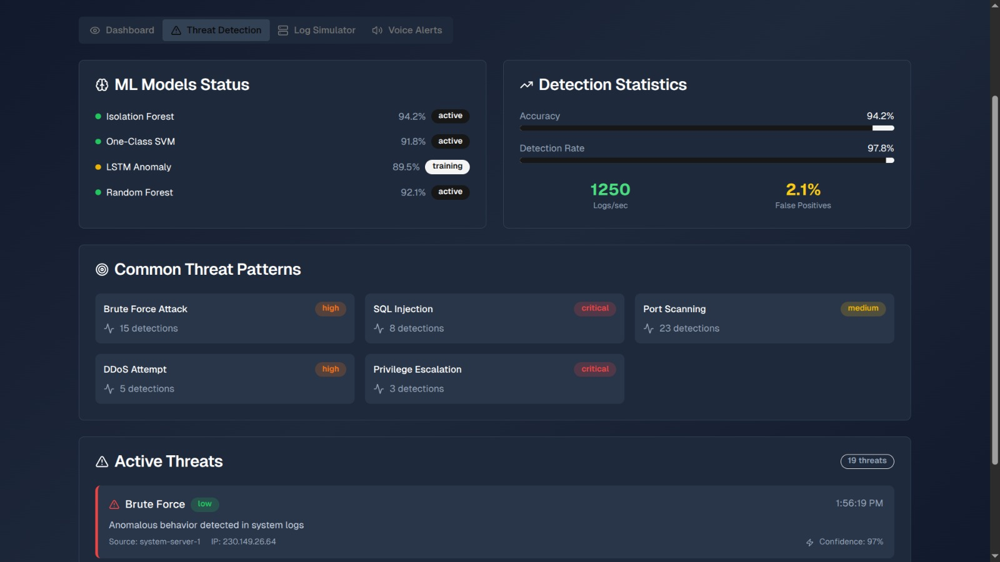 Dashboard
Threat Detection
Log Simulator
Voice Alerts
ML Models Status
Isolation Forest 94.2% active
One-Class SVM 91.8% active
LSTM Anomaly 89.5% training
Random Forest 92.1% active
Detection Statistics
Accuracy 94.2%
Detection Rate 97.8%
1250
Logs/sec
2.1%
False Positives
Common Threat Patterns
Brute Force Attack high
15 detections
SQL Injection critical
8 detections
Port Scanning medium
23 detections
DDoS Attempt high
5 detections
Privilege Escalation critical
3 detections
Active Threats 19 threats
Brute Force low 1:56:19 PM
Anomalous behavior detected in system logs
Source: system-server-1 IP: 230.149.26.64 Confidence: 97%